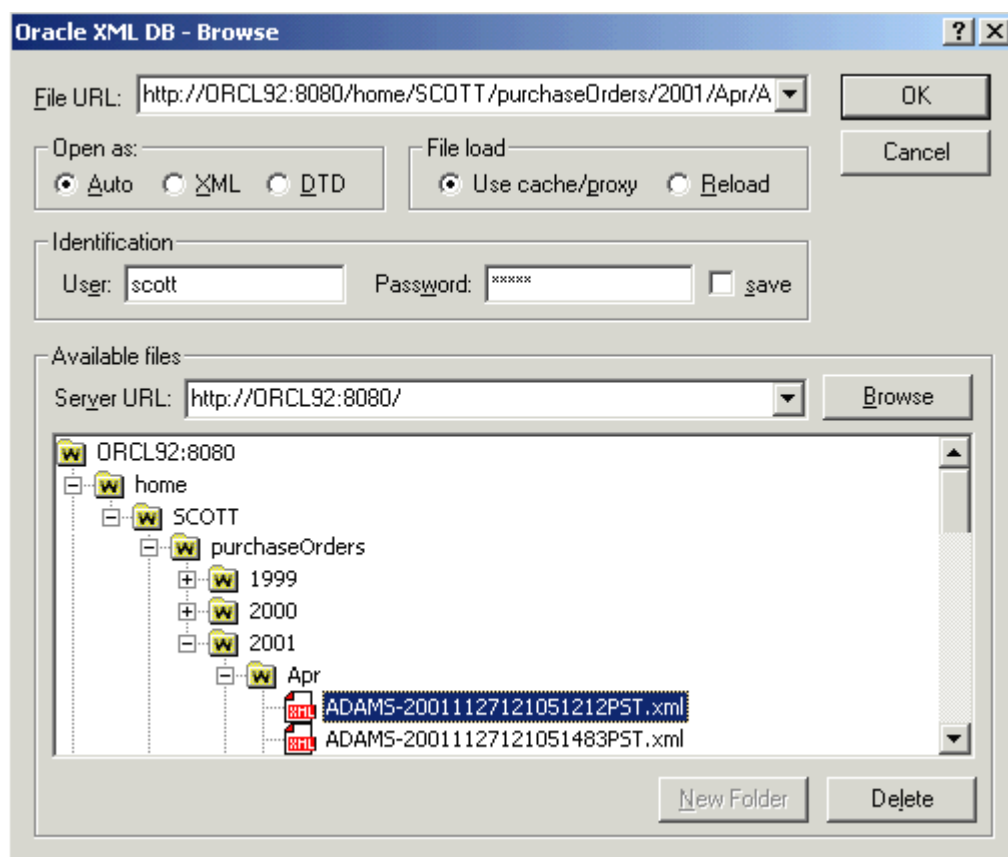 Oracle XML DB - Browse
File URL: http://ORCL92:8080/home/SCOTT/purchaseOrders/2001/Apr/A
OK
Open as:
Auto XML DTD
File load
Use cache/proxy Reload
Cancel
Identification
User: scott Password: ***** save
Available files
Server URL: http://ORCL92:8080/ Browse
ORCL92:8080
home
SCOTT
purchaseOrders
1999
2000
2001
Apr
ADAMS-20011127121051212PST.xml
ADAMS-20011127121051483PST.xml
New Folder Delete